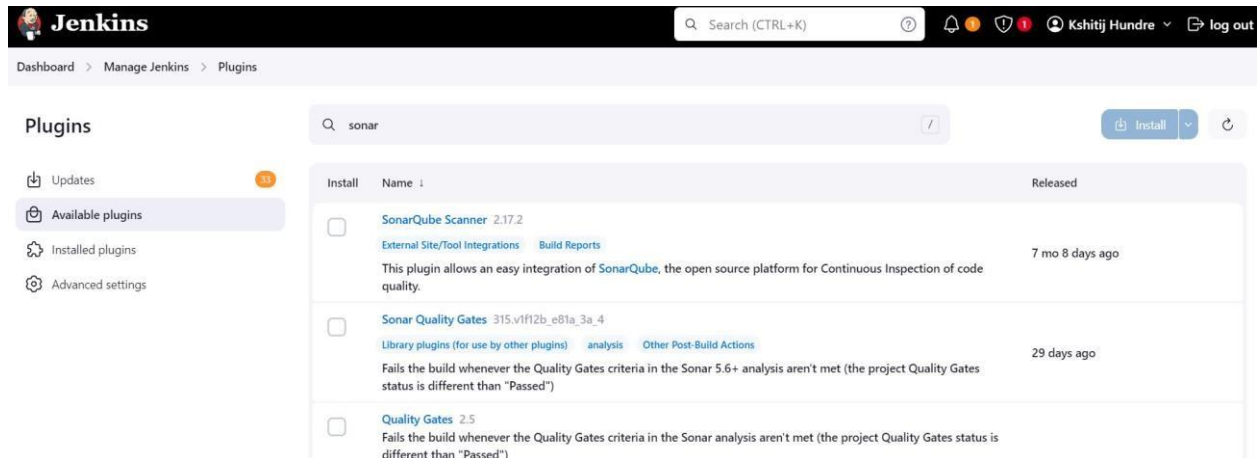 Jenkins
Search (CTRL+K)
1
1
Kshitij Hundre
log out
Dashboard > Manage Jenkins > Plugins
Plugins
sonar
/
Install
Updates
33
Available plugins
Installed plugins
Advanced settings
Install Name ↓ Released
SonarQube Scanner 2.17.2
External Site/Tool Integrations Build Reports
This plugin allows an easy integration of SonarQube, the open source platform for Continuous Inspection of code
quality.
7 mo 8 days ago
Sonar Quality Gates 315.v1f12b_e81a_3a_4
Library plugins (for use by other plugins) analysis Other Post-Build Actions
Fails the build whenever the Quality Gates criteria in the Sonar 5.6+ analysis aren't met (the project Quality Gates
status is different than "Passed")
29 days ago
Quality Gates 2.5
Fails the build whenever the Quality Gates criteria in the Sonar analysis aren't met (the project Quality Gates status is
different than "Passed")